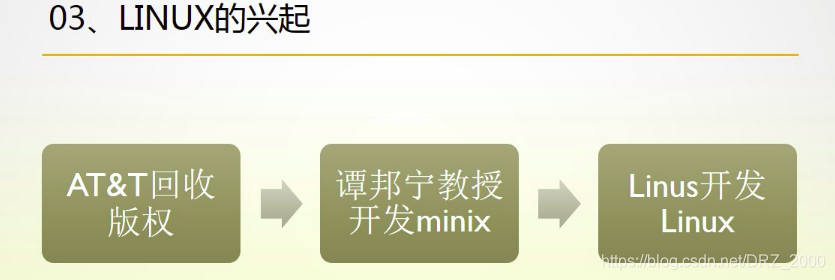 03、LINUX的兴起
AT&T回收
版权
谭邦宁教授
开发minix
Linus开发
Linux
https://blog.csdn.net/DRZ_2000